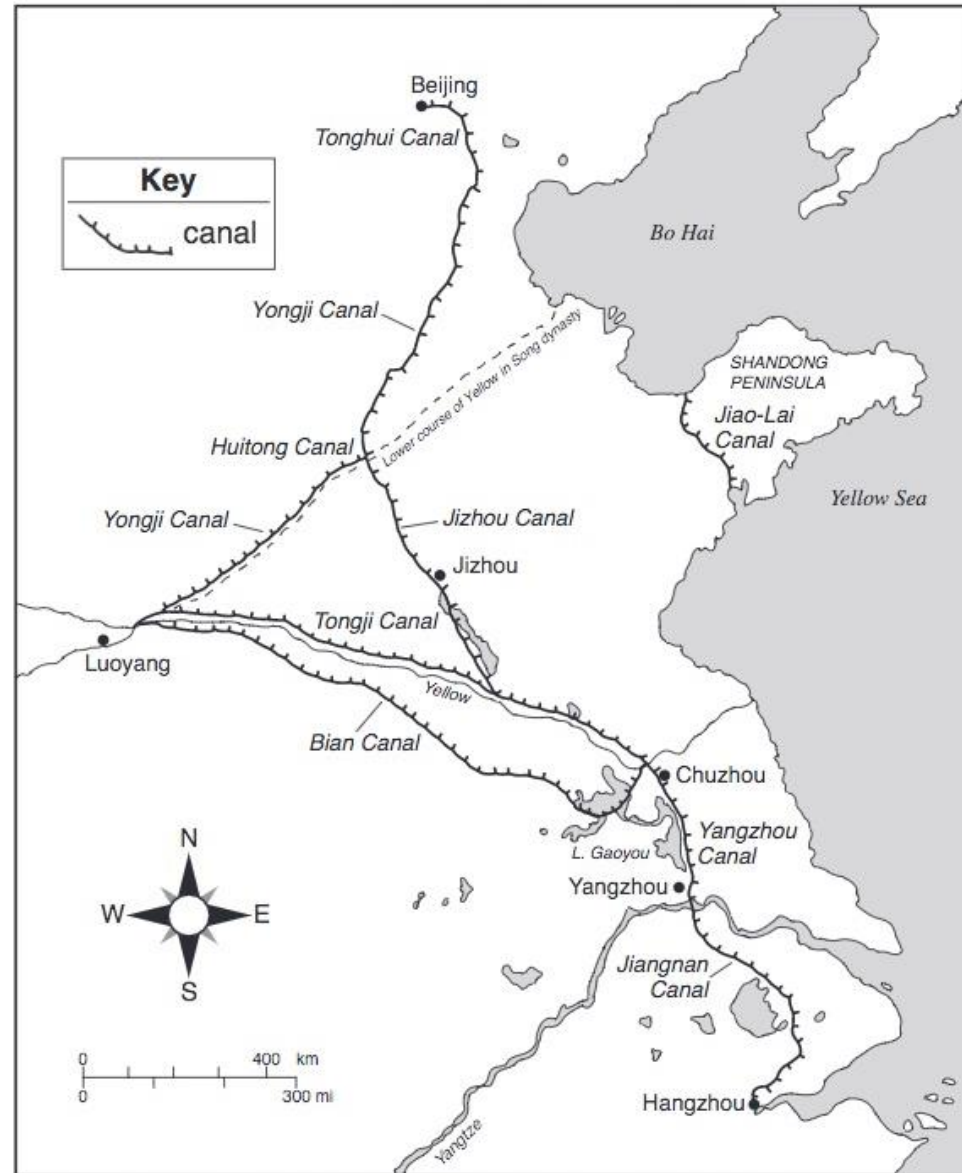 Beijing
Tonghui Canal
Key
canal
Bo Hai
Yongji Canal
Lower course of Yellow in Song dynasty
SHANDONG
PENINSULA
Jiao-Lai
Canal
Huitong Canal
Yellow Sea
Yongji Canal
Jizhou Canal
Jizhou
Tongji Canal
Luoyang
Yellow
Bian Canal
Chuzhou
Yangzhou
Canal
L. Gaoyou
Yangzhou
N
W
E
S
Jiangnan
Canal
0
400
km
0
300 mi
Hangzhou
Yangtze